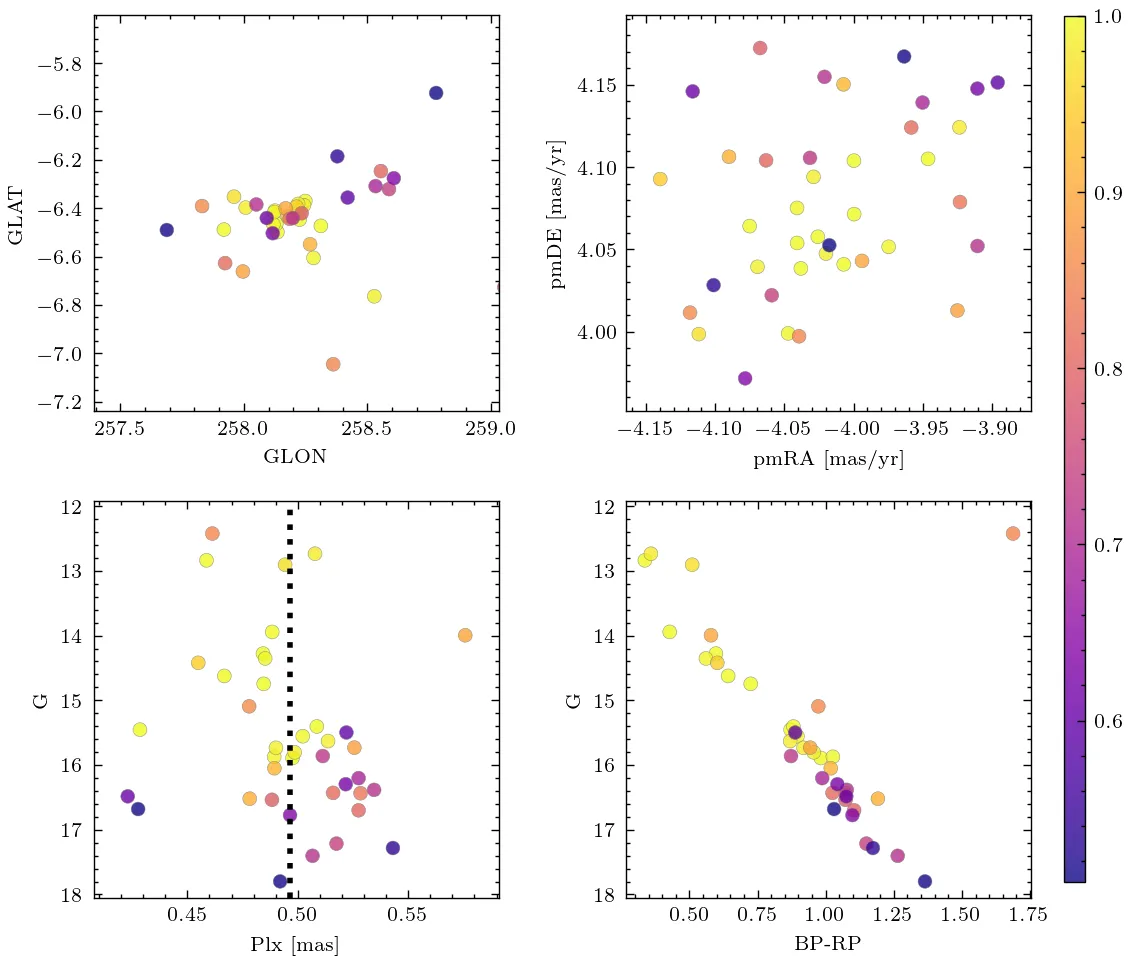 −5.8
−6.0
−6.2
−6.4
−6.6
−6.8
−7.0
−7.2
GLAT
257.5 258.0 258.5 259.0
GLON
4.15
4.10
4.05
4.00
pmDE [mas/yr]
−4.15 −4.10 −4.05 −4.00 −3.95 −3.90
pmRA [mas/yr]
1.0
0.9
0.8
0.7
0.6
12
13
14
15
16
17
18
G
0.45 0.50 0.55
Plx [mas]
12
13
14
15
16
17
18
G
0.50 0.75 1.00 1.25 1.50 1.75
BP-RP